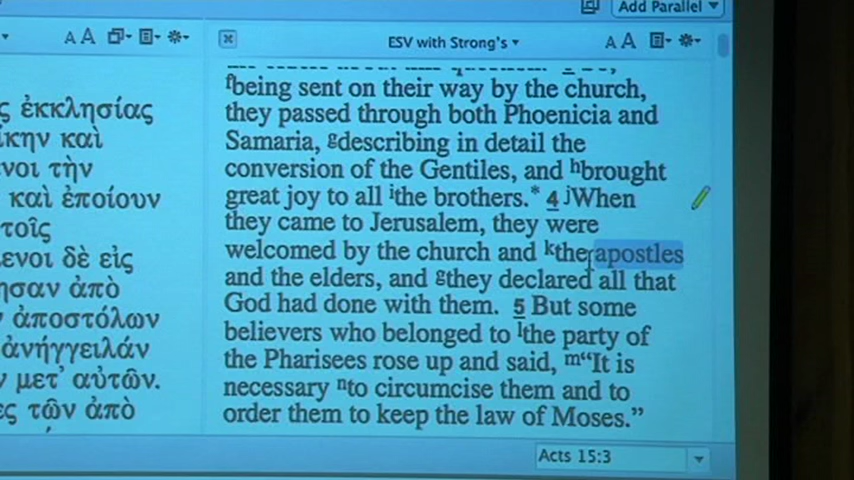 Add Parallel
A A
ESV with Strong's
A A
ς ἐκκλησίας
ίκην καὶ
νοι τὴν
καὶ ἐποίουν
τοῖς
ενοι δὲ εἰς
ησαν ἀπὸ
ν ἀποστόλων
ἀνήγγειλάν
ν μετ' αὐτῶν.
ες τῶν ἀπὸ
fbeing sent on their way by the church,
they passed through both Phoenicia and
Samaria, gdescribing in detail the
conversion of the Gentiles, and hbrought
great joy to all ithe brothers.* 4 jWhen
they came to Jerusalem, they were
welcomed by the church and kthe apostles
and the elders, and gthey declared all that
God had done with them. 5 But some
believers who belonged to lthe party of
the Pharisees rose up and said, m“It is
necessary nto circumcise them and to
order them to keep the law of Moses.”
Acts 15:3